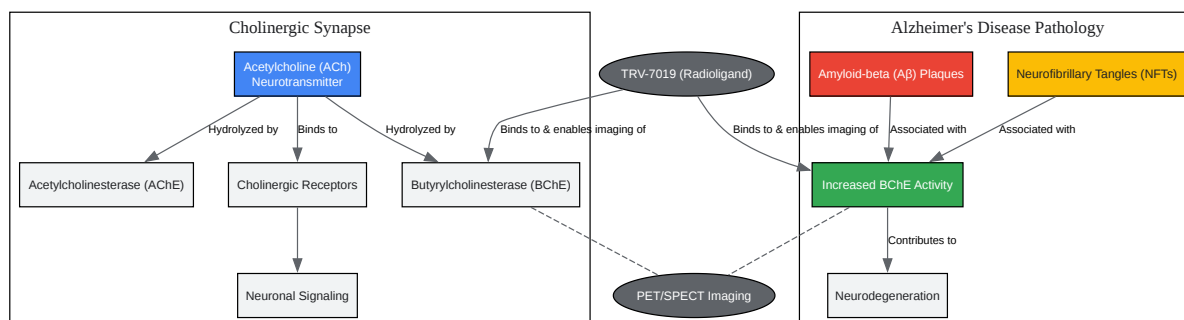 Cholinergic Synapse
Alzheimer's Disease Pathology
Acetylcholine (ACh)
Neurotransmitter
TRV-7019 (Radioligand)
Amyloid-beta (Aβ) Plaques
Neurofibrillary Tangles (NFTs)
Hydrolyzed by
Binds to
Hydrolyzed by
Binds to & enables imaging of
Binds to & enables imaging of
Associated with
Associated with
Acetylcholinesterase (AChE)
Cholinergic Receptors
Butyrylcholinesterase (BChE)
Increased BChE Activity
Contributes to
Neuronal Signaling
PET/SPECT Imaging
Neurodegeneration